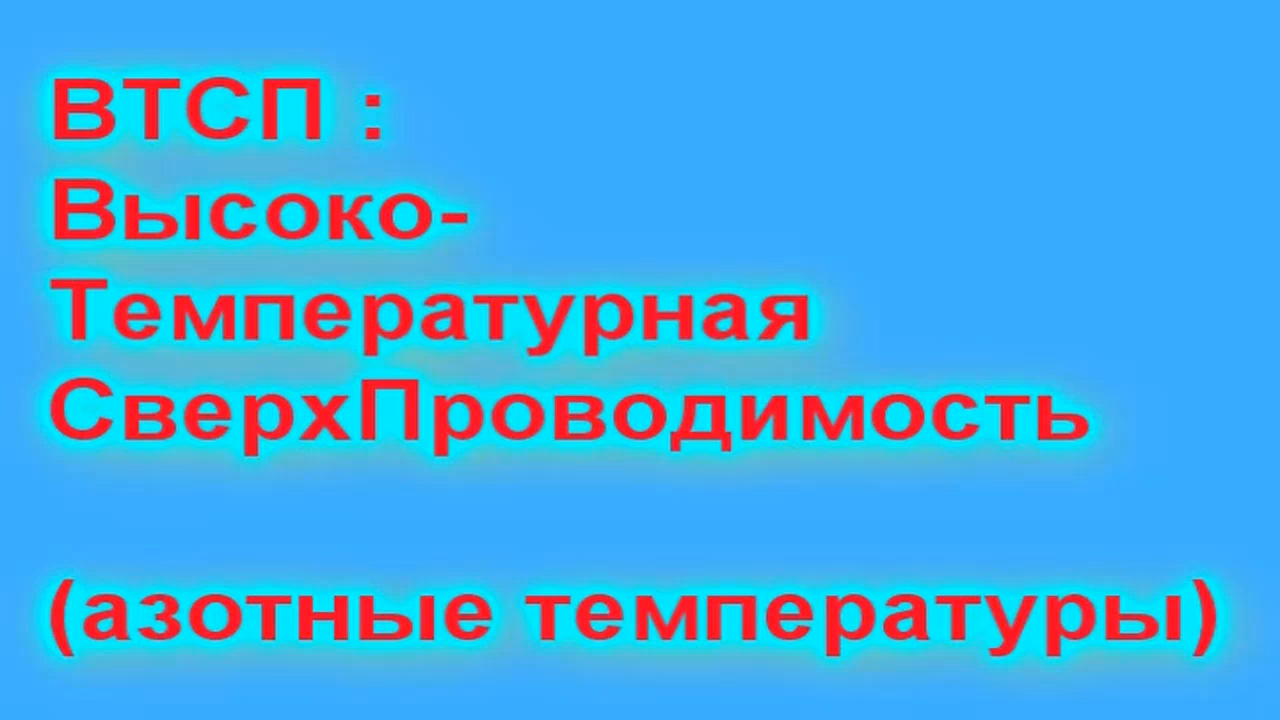 ВТСП :
Высоко-
Температурная
СверхПроводимость
(азотные температуры)